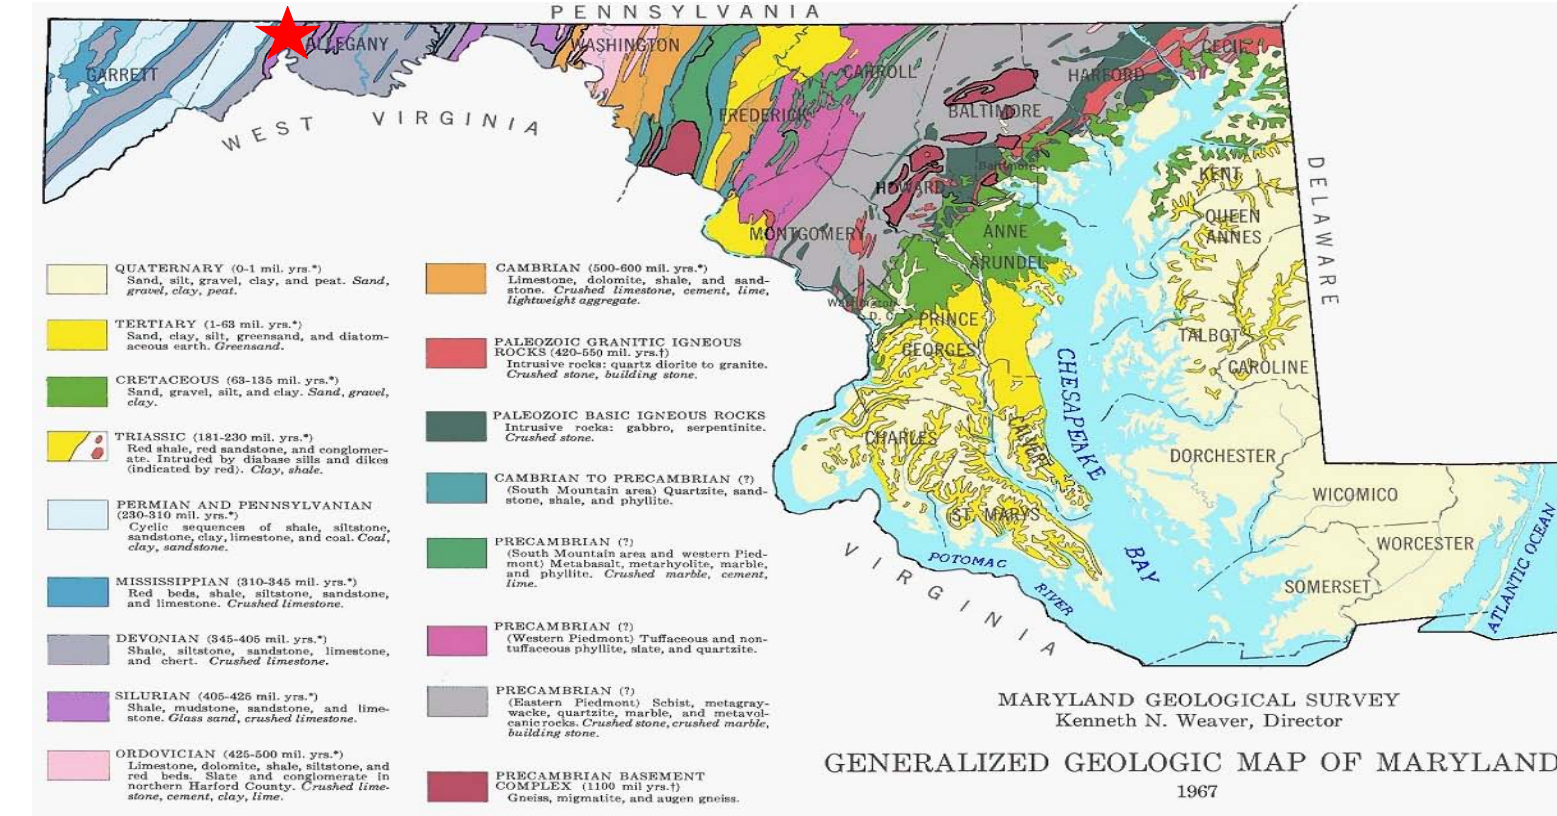 PENNSYLVANIA
GARRETT
ALLEGANY
WASHINGTON
FREDERICK
CARROLL
BALTIMORE
HARFORD
CECIL
WEST VIRGINIA
HOWARD
Baltimore
MONTGOMERY
KENT
QUEEN
ANNES
DELAWARE
ANNE
ARUNDEL
Washington
D. C.
PRINCE
GEORGES
TALBOT
CAROLINE
CHESAPEAKE
BAY
CHARLES
CALVERT
ST. MARYS
DORCHESTER
WICOMICO
WORCESTER
SOMERSET
POTOMAC
RIVER
VIRGINIA
ATLANTIC OCEAN
QUATERNARY (0-1 mil. yrs.*)
Sand, silt, gravel, clay, and peat. Sand,
gravel, clay, peat.
TERTIARY (1-63 mil. yrs.*)
Sand, clay, silt, greensand, and diatom-
aceous earth. Greensand.
CRETACEOUS (63-135 mil. yrs.*)
Sand, gravel, silt, and clay. Sand, gravel,
clay.
TRIASSIC (181-230 mil. yrs.*)
Red shale, red sandstone, and conglomer-
ate. Intruded by diabase sills and dikes
(indicated by red). Clay, shale.
PERMIAN AND PENNSYLVANIAN
(230-310 mil. yrs.*)
Cyclic sequences of shale, siltstone,
sandstone, clay, limestone, and coal. Coal,
clay, sandstone.
MISSISSIPPIAN (310-345 mil. yrs.*)
Red beds, shale, siltstone, sandstone,
and limestone. Crushed limestone.
DEVONIAN (345-405 mil. yrs.*)
Shale, siltstone, sandstone, limestone,
and chert. Crushed limestone.
SILURIAN (405-425 mil. yrs.*)
Shale, mudstone, sandstone, and lime-
stone. Glass sand, crushed limestone.
ORDOVICIAN (425-500 mil. yrs.*)
Limestone, dolomite, shale, siltstone, and
red beds. Slate and conglomerate in
northern Harford County. Crushed lime-
stone, cement, clay, lime.
CAMBRIAN (500-600 mil. yrs.*)
Limestone, dolomite, shale, and sand-
stone. Crushed limestone, cement, lime,
lightweight aggregate.
PALEOZOIC GRANITIC IGNEOUS
ROCKS (420-550 mil. yrs.†)
Intrusive rocks: quartz diorite to granite.
Crushed stone, building stone.
PALEOZOIC BASIC IGNEOUS ROCKS
Intrusive rocks: gabbro, serpentinite.
Crushed stone.
CAMBRIAN TO PRECAMBRIAN (?)
(South Mountain area) Quartzite, sand-
stone, shale, and phyllite.
PRECAMBRIAN (?)
(South Mountain area and western Pied-
mont) Metabasalt, metarhyolite, marble,
and phyllite. Crushed marble, cement,
lime.
PRECAMBRIAN (?)
(Western Piedmont) Tuffaceous and non-
tuffaceous phyllite, slate, and quartzite.
PRECAMBRIAN (?)
(Eastern Piedmont) Schist, metagray-
wacke, quartzite, marble, and metavol-
canic rocks. Crushed stone, crushed marble,
building stone.
PRECAMBRIAN BASEMENT
COMPLEX (1100 mil yrs.†)
Gneiss, migmatite, and augen gneiss.
MARYLAND GEOLOGICAL SURVEY
Kenneth N. Weaver, Director
GENERALIZED GEOLOGIC MAP OF MARYLAND
1967